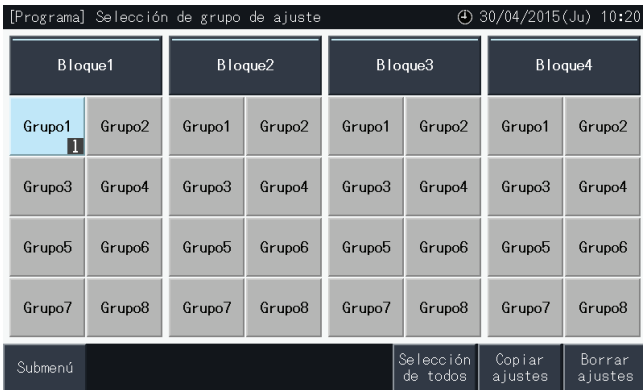 [Programa] Selección de grupo de ajuste 30/04/2015(Ju) 10:20
Bloque1 Bloque2 Bloque3 Bloque4
Grupo1 Grupo2 Grupo1 Grupo2 Grupo1 Grupo2 Grupo1 Grupo2
1
Grupo3 Grupo4 Grupo3 Grupo4 Grupo3 Grupo4 Grupo3 Grupo4
Grupo5 Grupo6 Grupo5 Grupo6 Grupo5 Grupo6 Grupo5 Grupo6
Grupo7 Grupo8 Grupo7 Grupo8 Grupo7 Grupo8 Grupo7 Grupo8
Submenú
Selección de todos
Copiar ajustes
Borrar ajustes